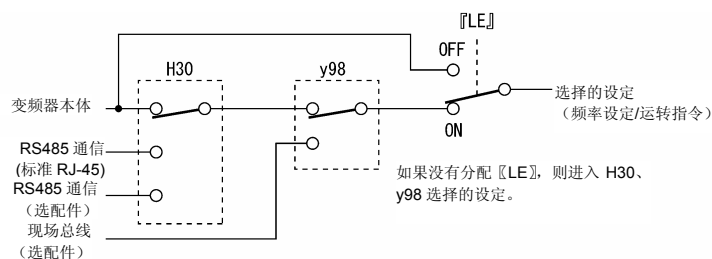 『LE』
OFF
H30
y98
变频器本体
选择的设定
（频率设定/运转指令）
ON
RS485 通信
(标准 RJ-45)
RS485 通信
（选配件）
现场总线
（选配件）
如果没有分配〖LE〗，则进入 H30、
y98 选择的设定。